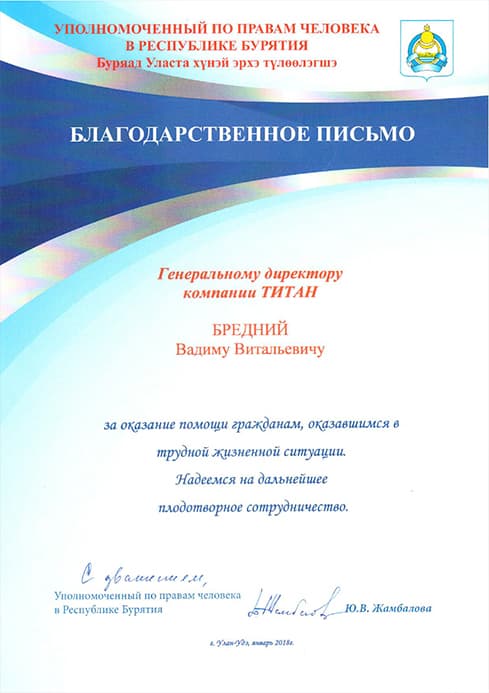 УПОЛНОМОЧЕННЫЙ ПО ПРАВАМ ЧЕЛОВЕКА
В РЕСПУБЛИКЕ БУРЯТИЯ
Буряад Уласта хүнэй эрхэ түлөөлэгшэ
БЛАГОДАРСТВЕННОЕ ПИСЬМО
Генеральному директору
компании ТИТАН
БРЕДНИЙ
Вадиму Витальевичу
за оказание помощи гражданам, оказавшимся в
трудной жизненной ситуации.
Надеемся на дальнейшее
плодотворное сотрудничество.
С уважением,
Уполномоченный по правам человека
в Республике Бурятия
Ю.В. Жамбалова
г. Улан-Удэ, январь 2018г.